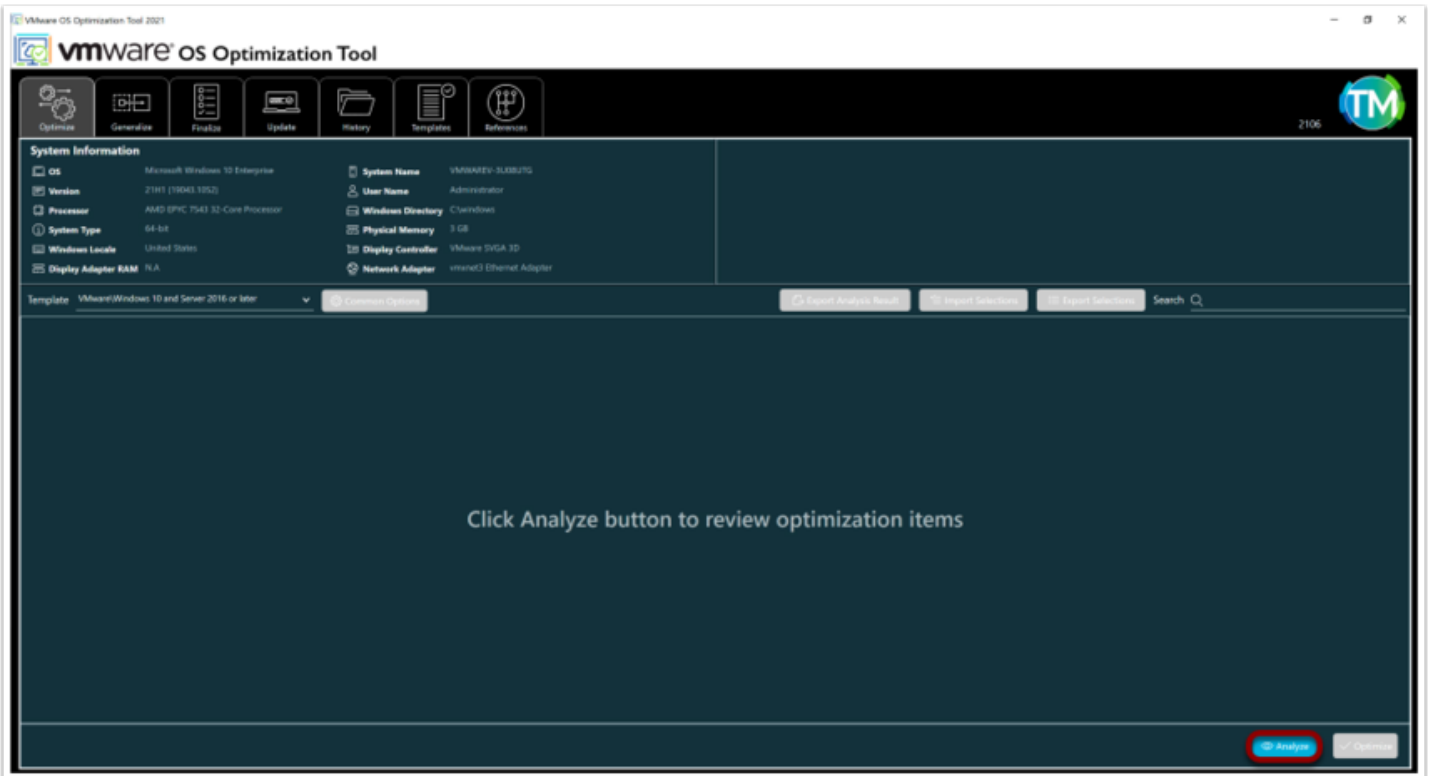 VMware OS Optimization Tool 2021
vmware® OS Optimization Tool
Optimize Generalize Finalize Update History Templates References
2106 TM
System Information
OS Microsoft Windows 10 Enterprise System Name
Version 21H1 (19043.1052) User Name Administrator
Processor AMD EPYC 7543 32-Core Processor Windows Directory C:\windows
System Type 64-bit Physical Memory 3 GB
Windows Locale United States Display Controller VMware SVGA 3D
Display Adapter RAM N.A Network Adapter vmxnet3 Ethernet Adapter
Template VMware\Windows 10 and Server 2016 or later Common Options Export Analysis Result Import Selections Export Selections Search
Click Analyze button to review optimization items
Analyze Optimize